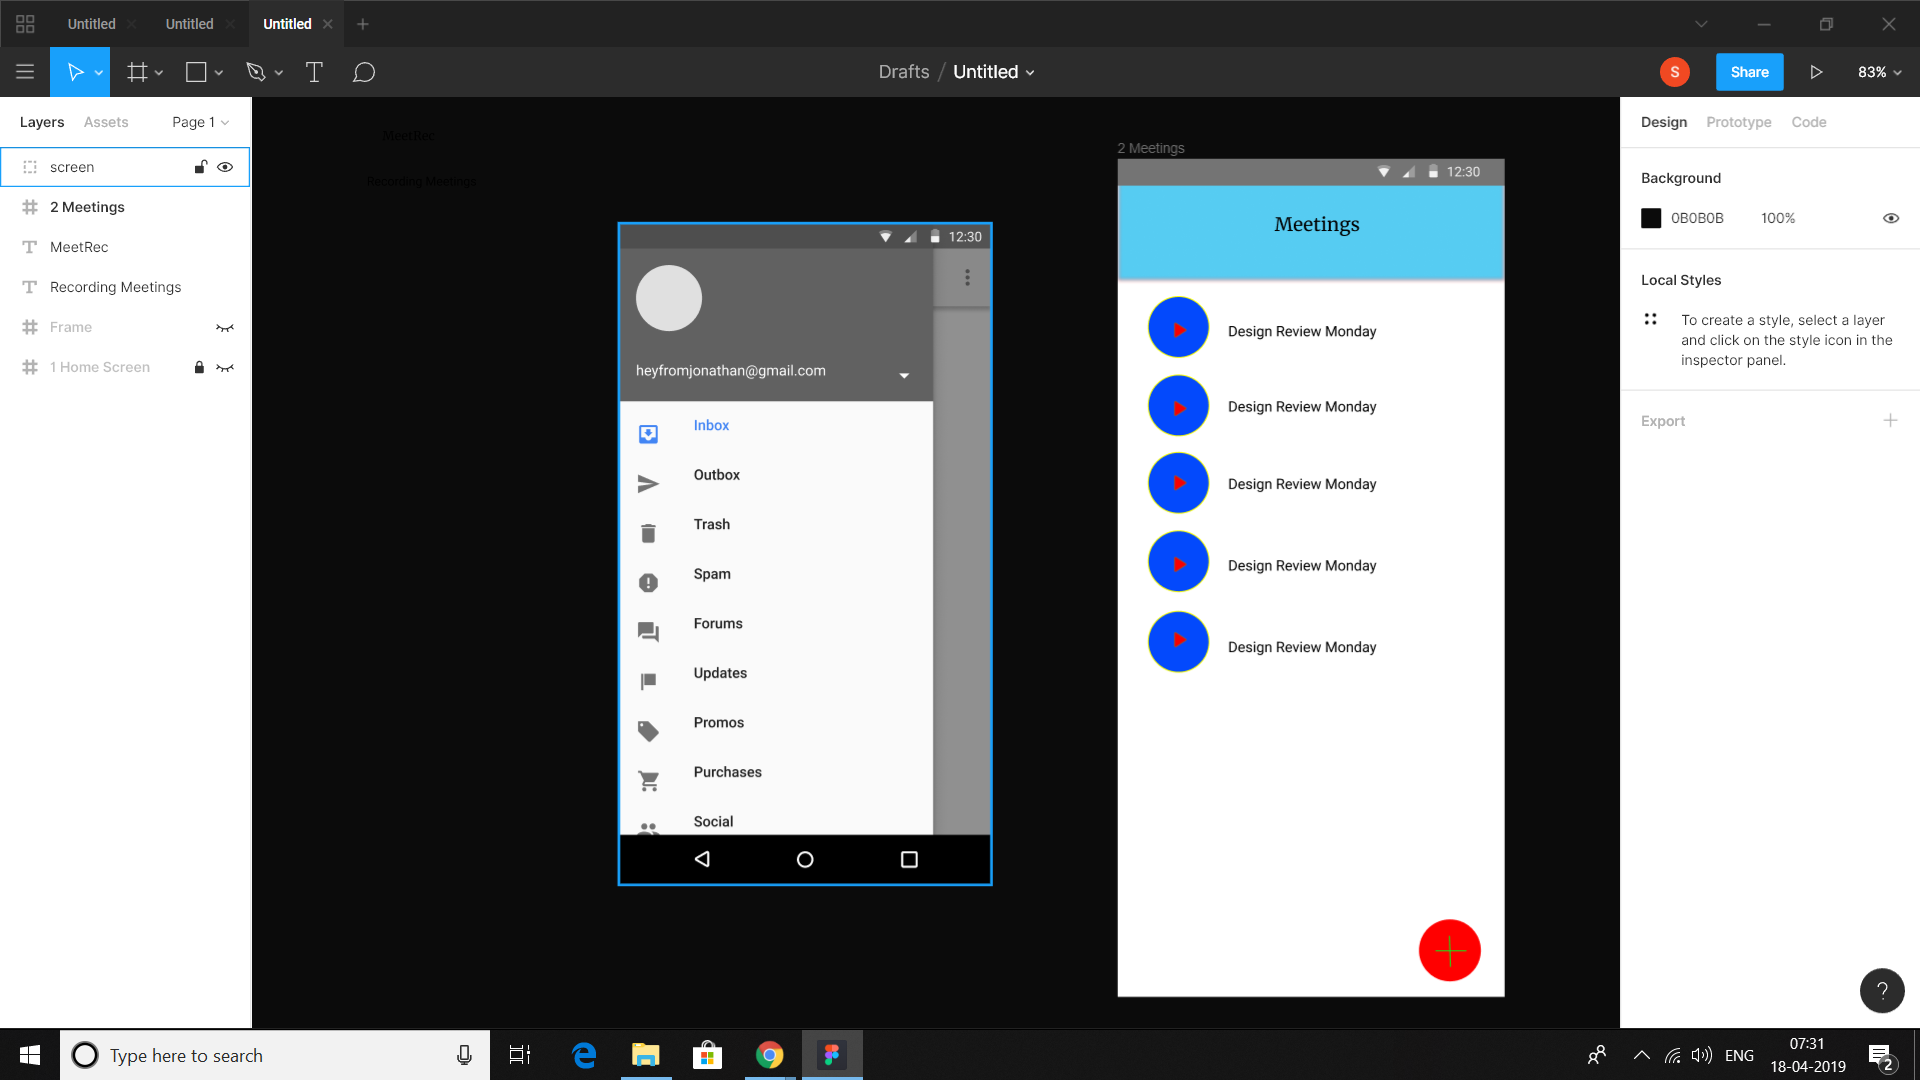 Untitled
Untitled
Untitled
Drafts / Untitled
S
Share
83%
Layers
Assets
Page 1
screen
2 Meetings
MeetRec
Recording Meetings
Frame
1 Home Screen
MeetRec
Recording Meetings
12:30
heyfromjonathan@gmail.com
Inbox
Outbox
Trash
Spam
Forums
Updates
Promos
Purchases
Social
2 Meetings
12:30
Meetings
Design Review Monday
Design Review Monday
Design Review Monday
Design Review Monday
Design Review Monday
Design
Prototype
Code
Background
0B0B0B
100%
Local Styles
To create a style, select a layer
and click on the style icon in the
inspector panel.
Export
?
Type here to search
ENG
07:31
18-04-2019
2